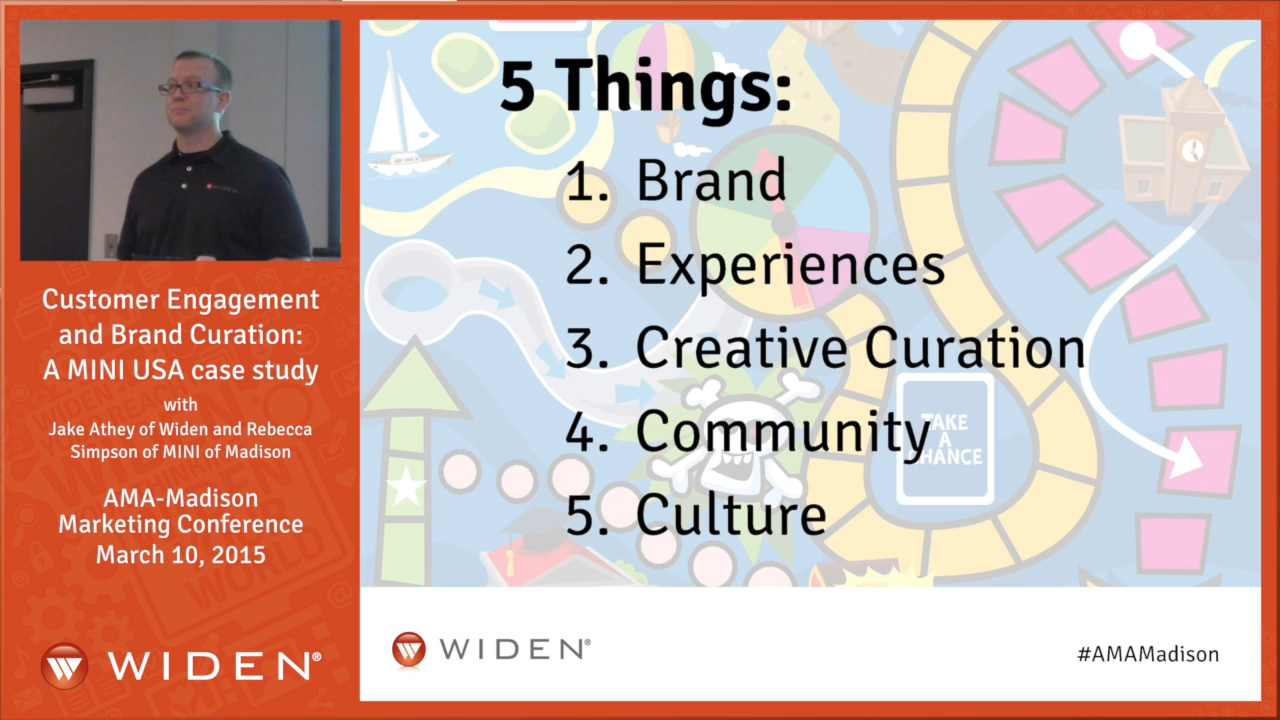 WIDEN
Customer Engagement
and Brand Curation:
A MINI USA case study
with
Jake Athey of Widen and Rebecca
Simpson of MINI of Madison
AMA-Madison
Marketing Conference
March 10, 2015
WIDEN®
5 Things:
1. Brand
2. Experiences
3. Creative Curation
4. Community
5. Culture
TAKE
A
CHANCE
WIDEN®
#AMAMadison